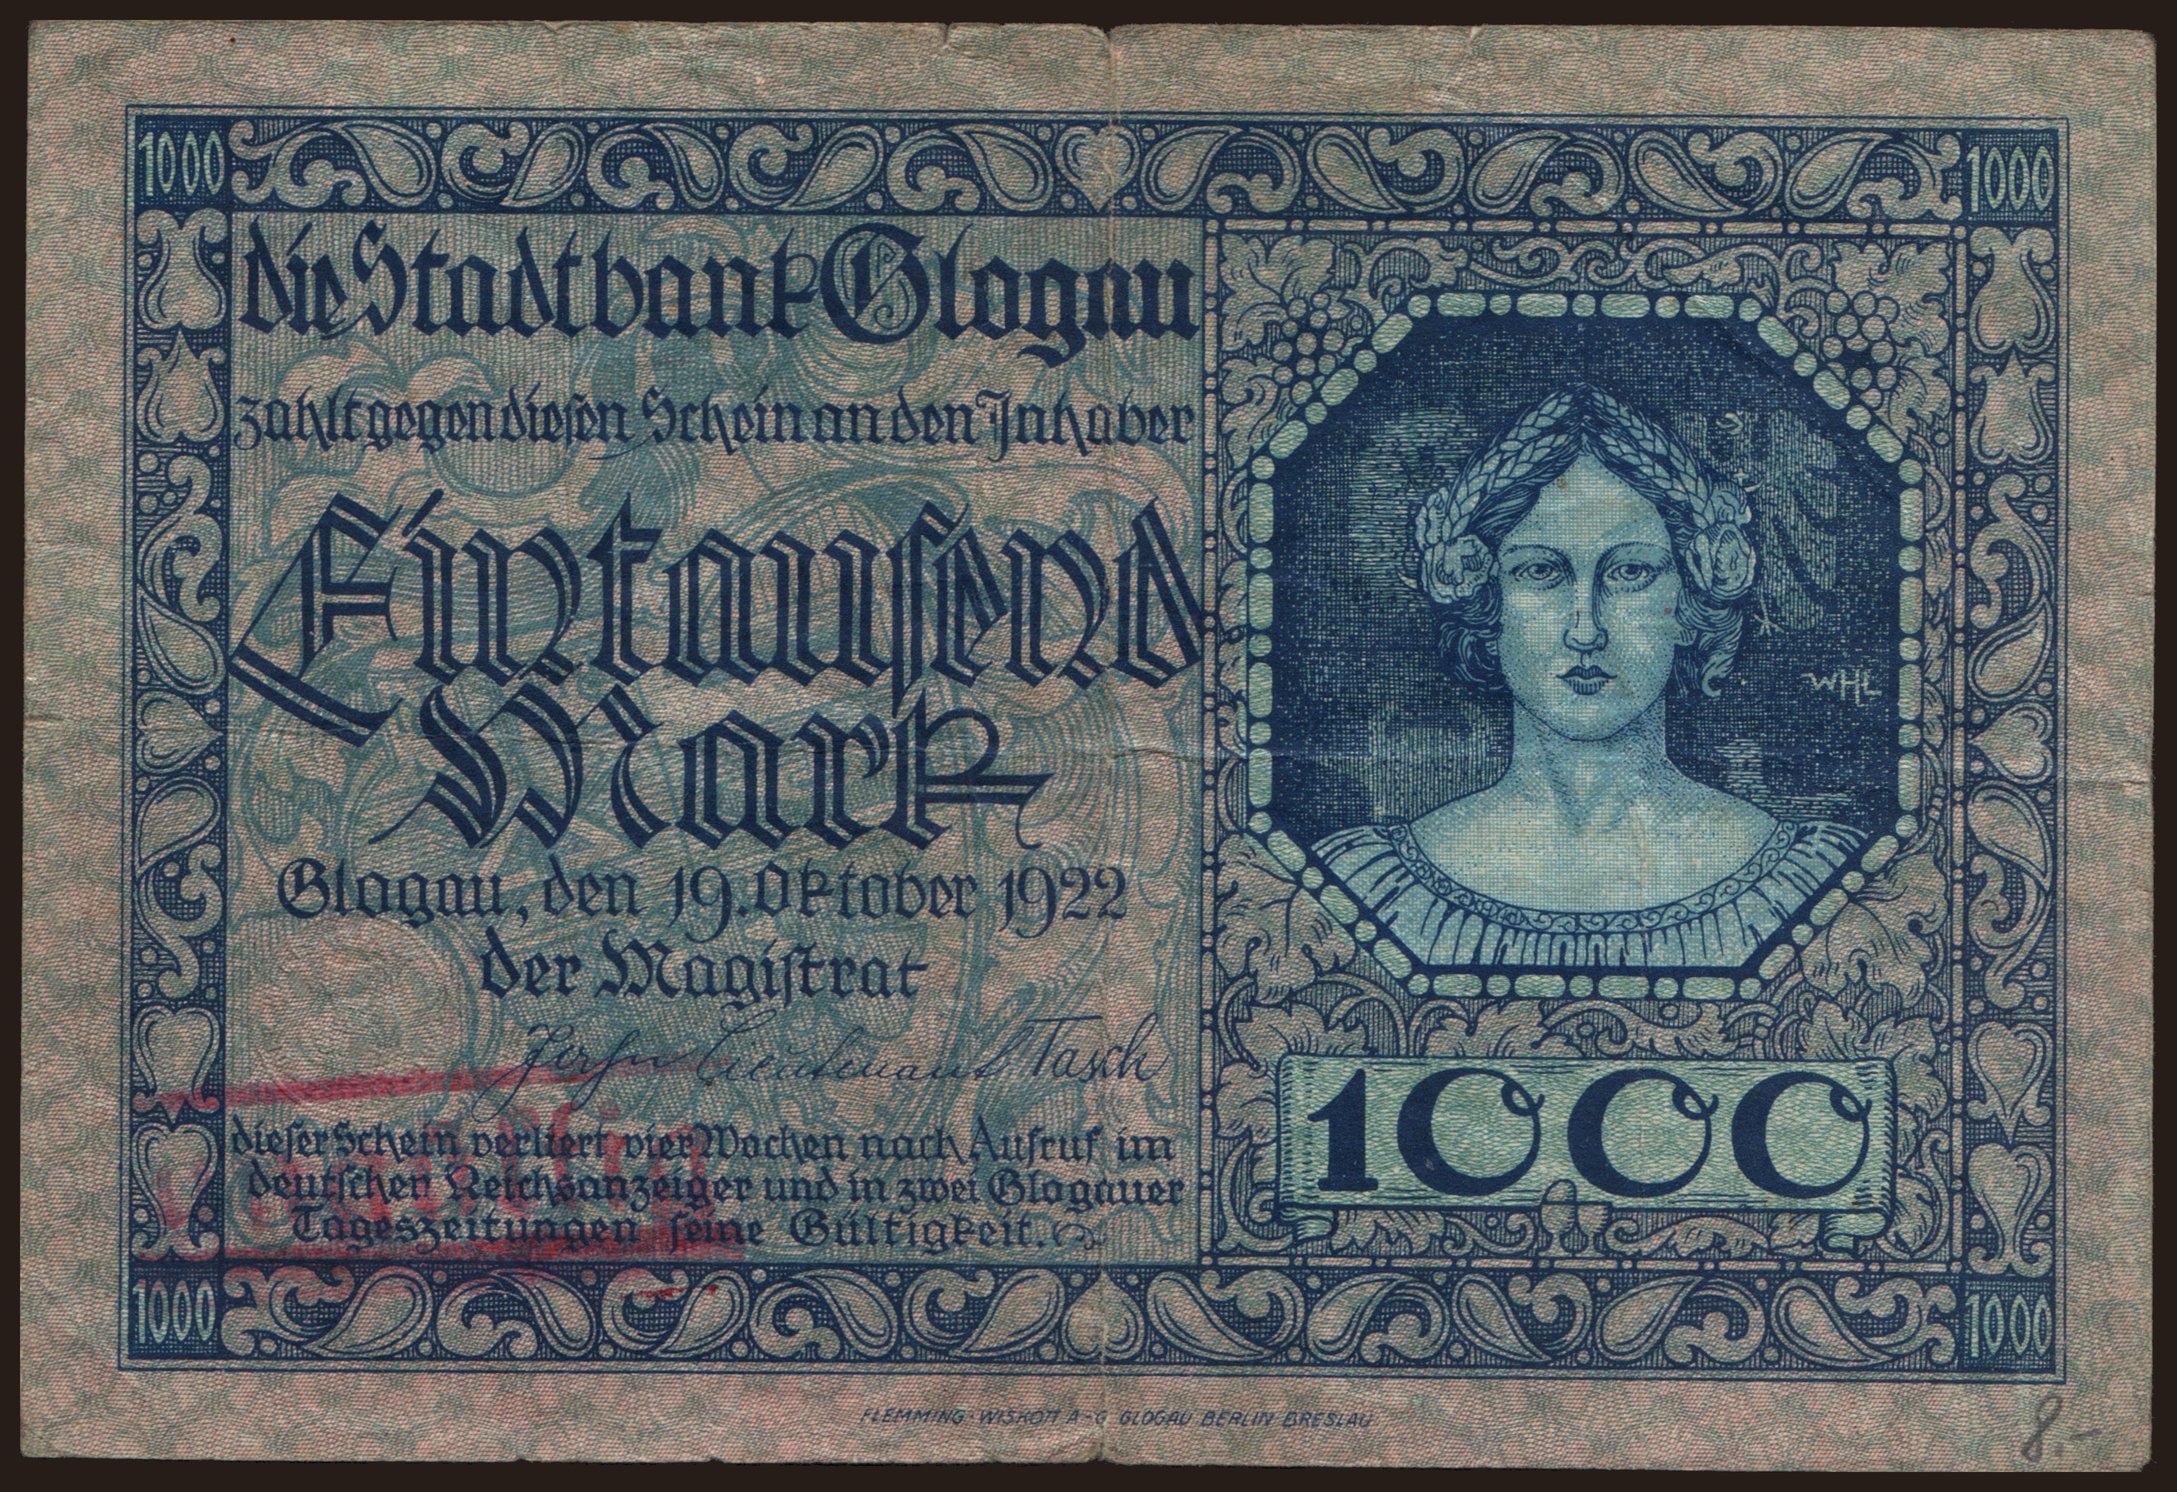 1000
1000
die Stadtbank Glogau
zahlt gegen diesen Schein an den Inhaber
Eintausend
Mark
Glogau, den 19. Oktober 1922
der Magistrat
Tasch
WHL
1000
dieser Schein verliert vier Wochen nach Aufruf im
deutschen Reichsanzeiger und in zwei Glogauer
Tageszeitungen seine Gültigkeit.
1000
1000
FLEMMING-WISKOTT A-G GLOGAU BERLIN BRESLAU
8.-